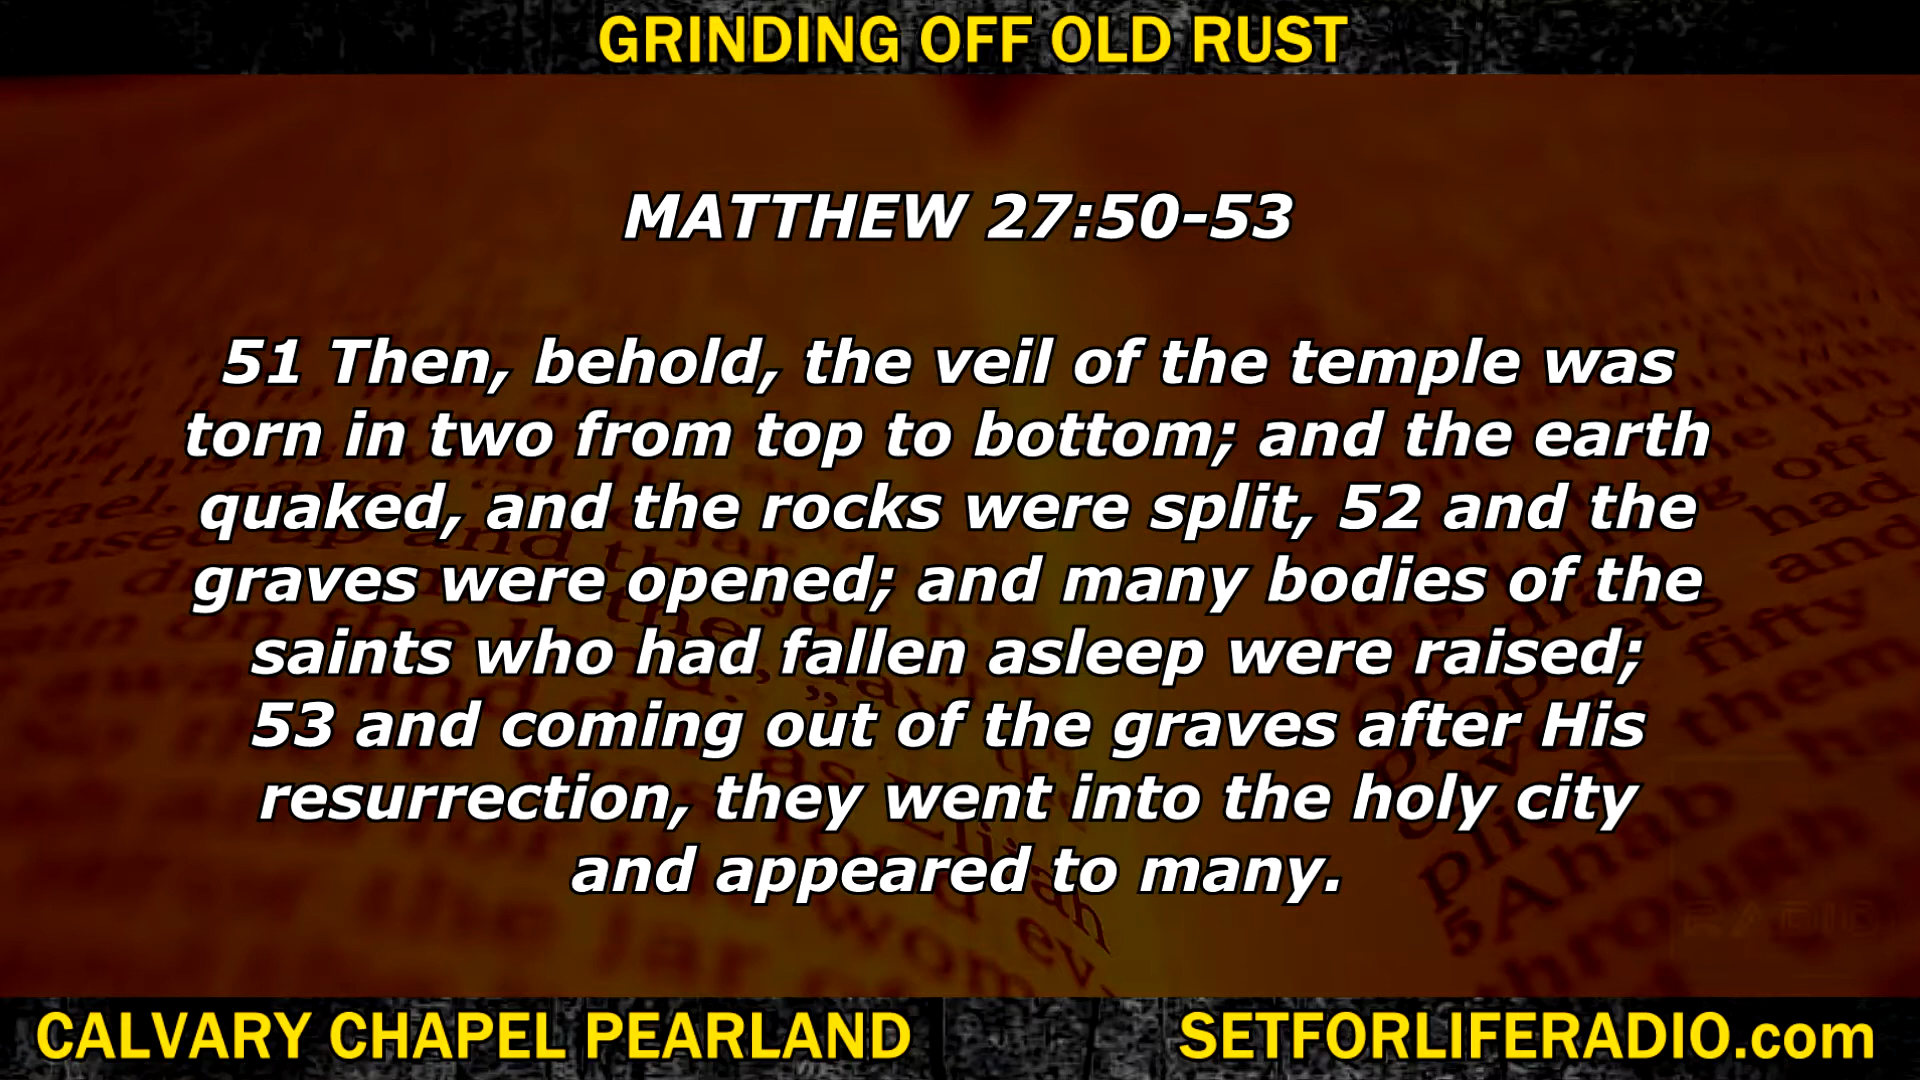 GRINDING OFF OLD RUST
MATTHEW 27:50-53
51 Then, behold, the veil of the temple was
torn in two from top to bottom; and the earth
quaked, and the rocks were split, 52 and the
graves were opened; and many bodies of the
saints who had fallen asleep were raised;
53 and coming out of the graves after His
resurrection, they went into the holy city
and appeared to many.
CALVARY CHAPEL PEARLAND
SETFORLIFERADIO.com